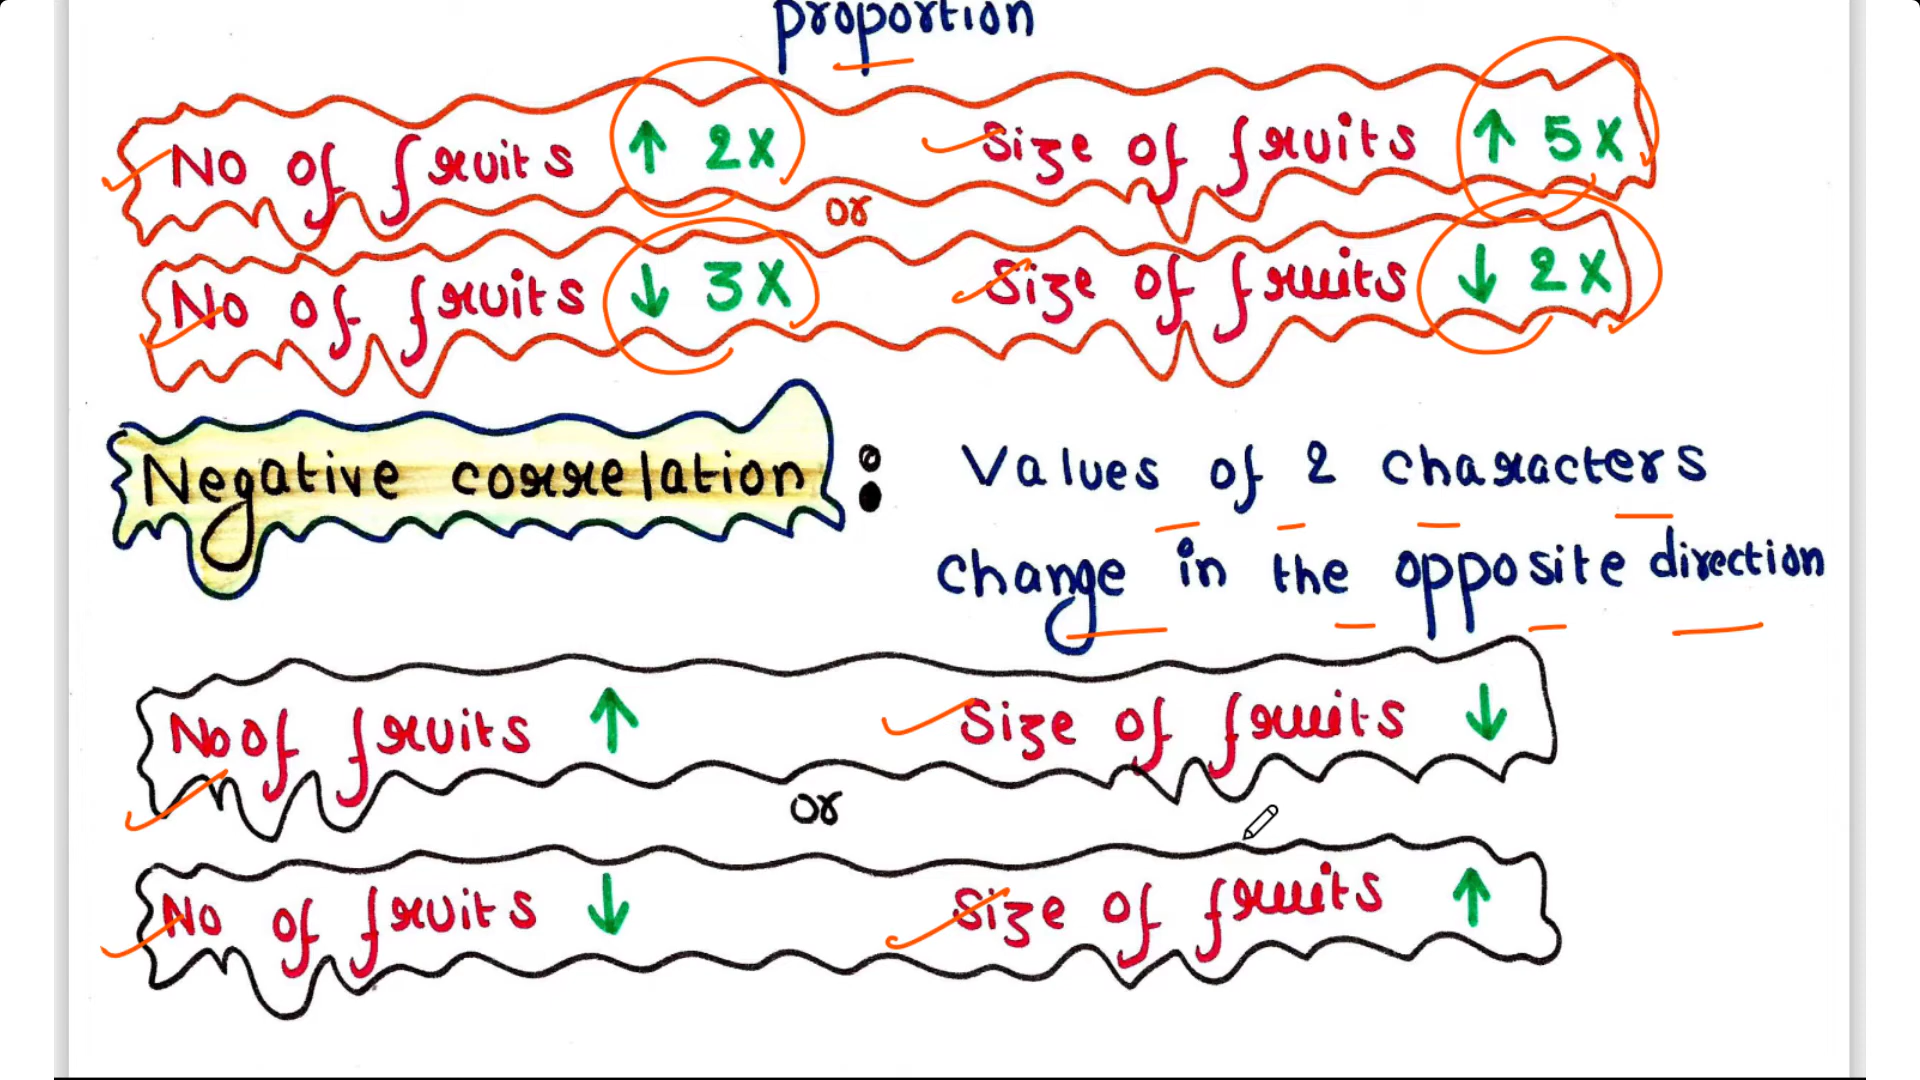 proportion
No of fruits ↑ 2X Size of fruits ↑ 5X
or
No of fruits ↓ 3X Size of fruits ↓ 2X
Negative correlation : Values of 2 characters
change in the opposite direction
No of fruits ↑ Size of fruits ↓
or
No of fruits ↓ Size of fruits ↑